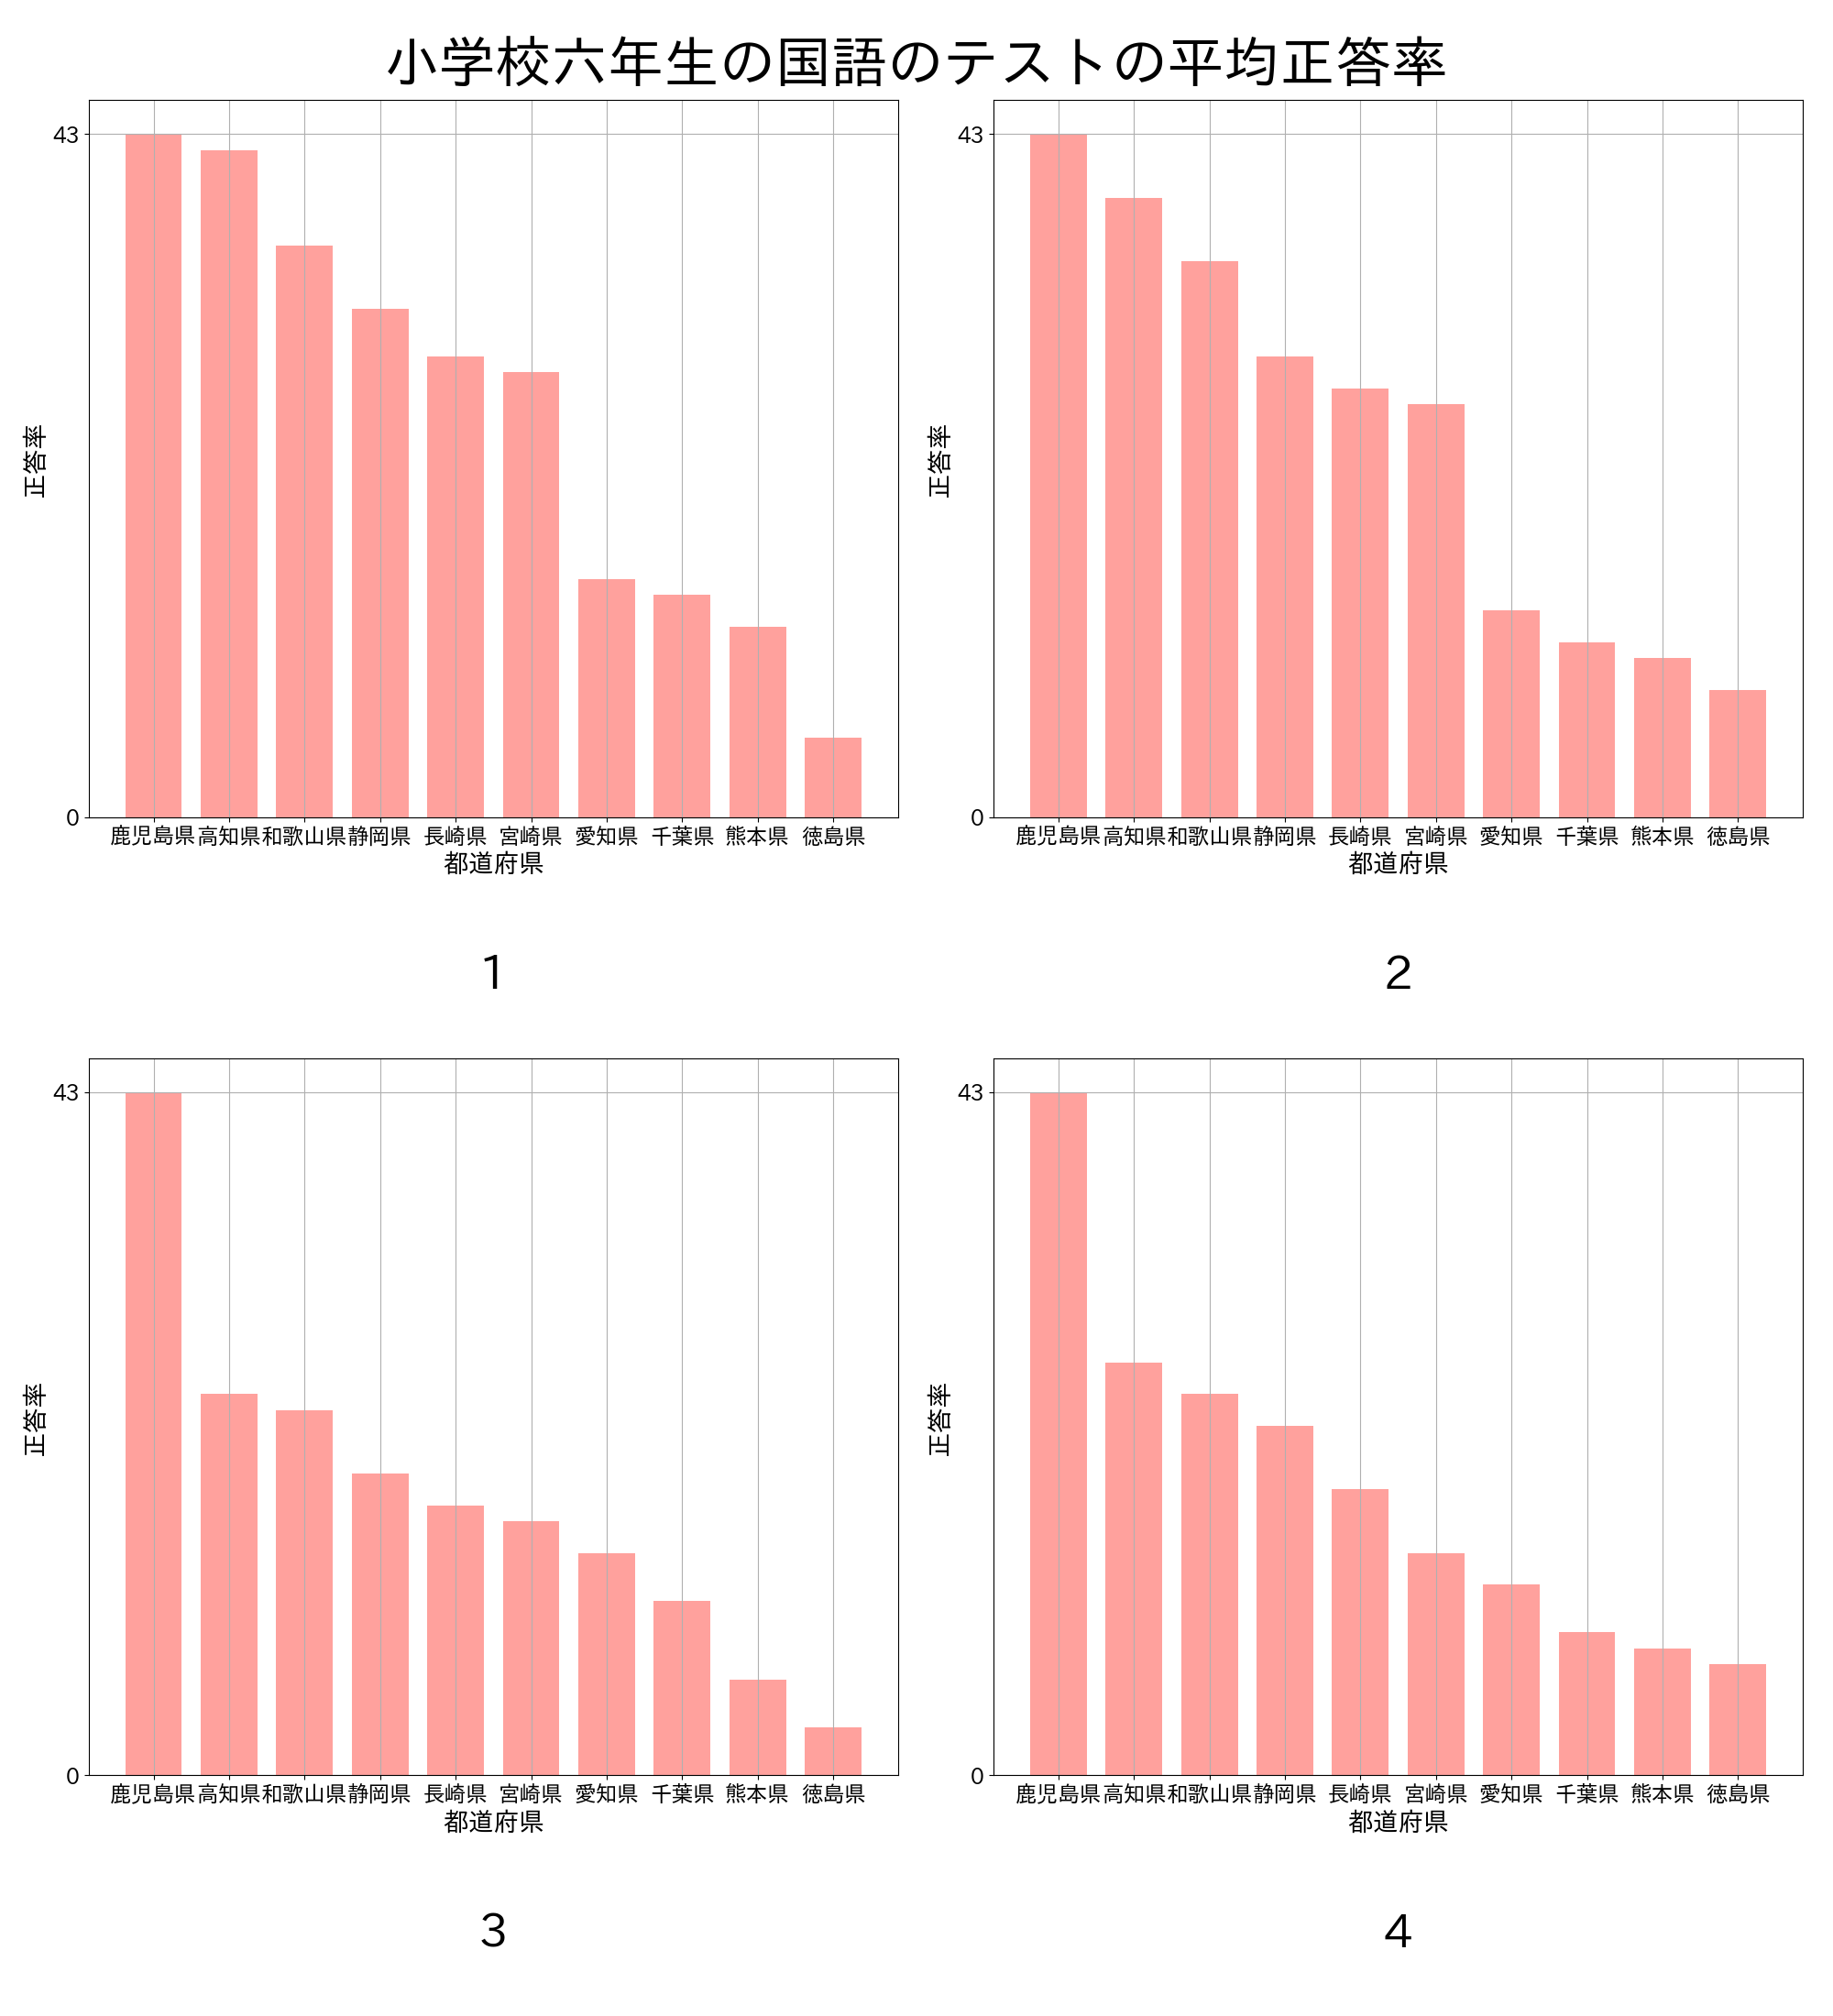 小学校六年生の国語のテストの平均正答率
43
正答率
0
鹿児島県 高知県 和歌山県 静岡県 長崎県 宮崎県 愛知県 千葉県 熊本県 徳島県
都道府県
1
43
正答率
0
鹿児島県 高知県 和歌山県 静岡県 長崎県 宮崎県 愛知県 千葉県 熊本県 徳島県
都道府県
2
43
正答率
0
鹿児島県 高知県 和歌山県 静岡県 長崎県 宮崎県 愛知県 千葉県 熊本県 徳島県
都道府県
3
43
正答率
0
鹿児島県 高知県 和歌山県 静岡県 長崎県 宮崎県 愛知県 千葉県 熊本県 徳島県
都道府県
4